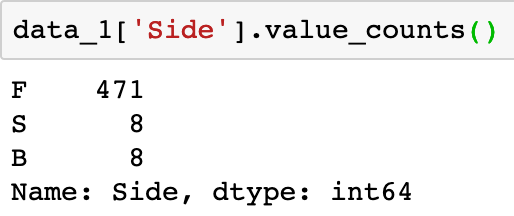 data_1['Side'].value_counts()
F    471
S      8
B      8
Name: Side, dtype: int64